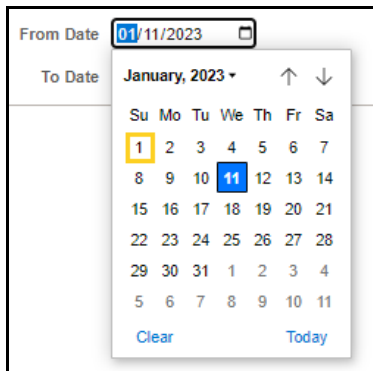 From Date 01/11/2023
To Date
January, 2023
Su Mo Tu We Th Fr Sa
1 2 3 4 5 6 7
8 9 10 11 12 13 14
15 16 17 18 19 20 21
22 23 24 25 26 27 28
29 30 31 1 2 3 4
5 6 7 8 9 10 11
Clear Today